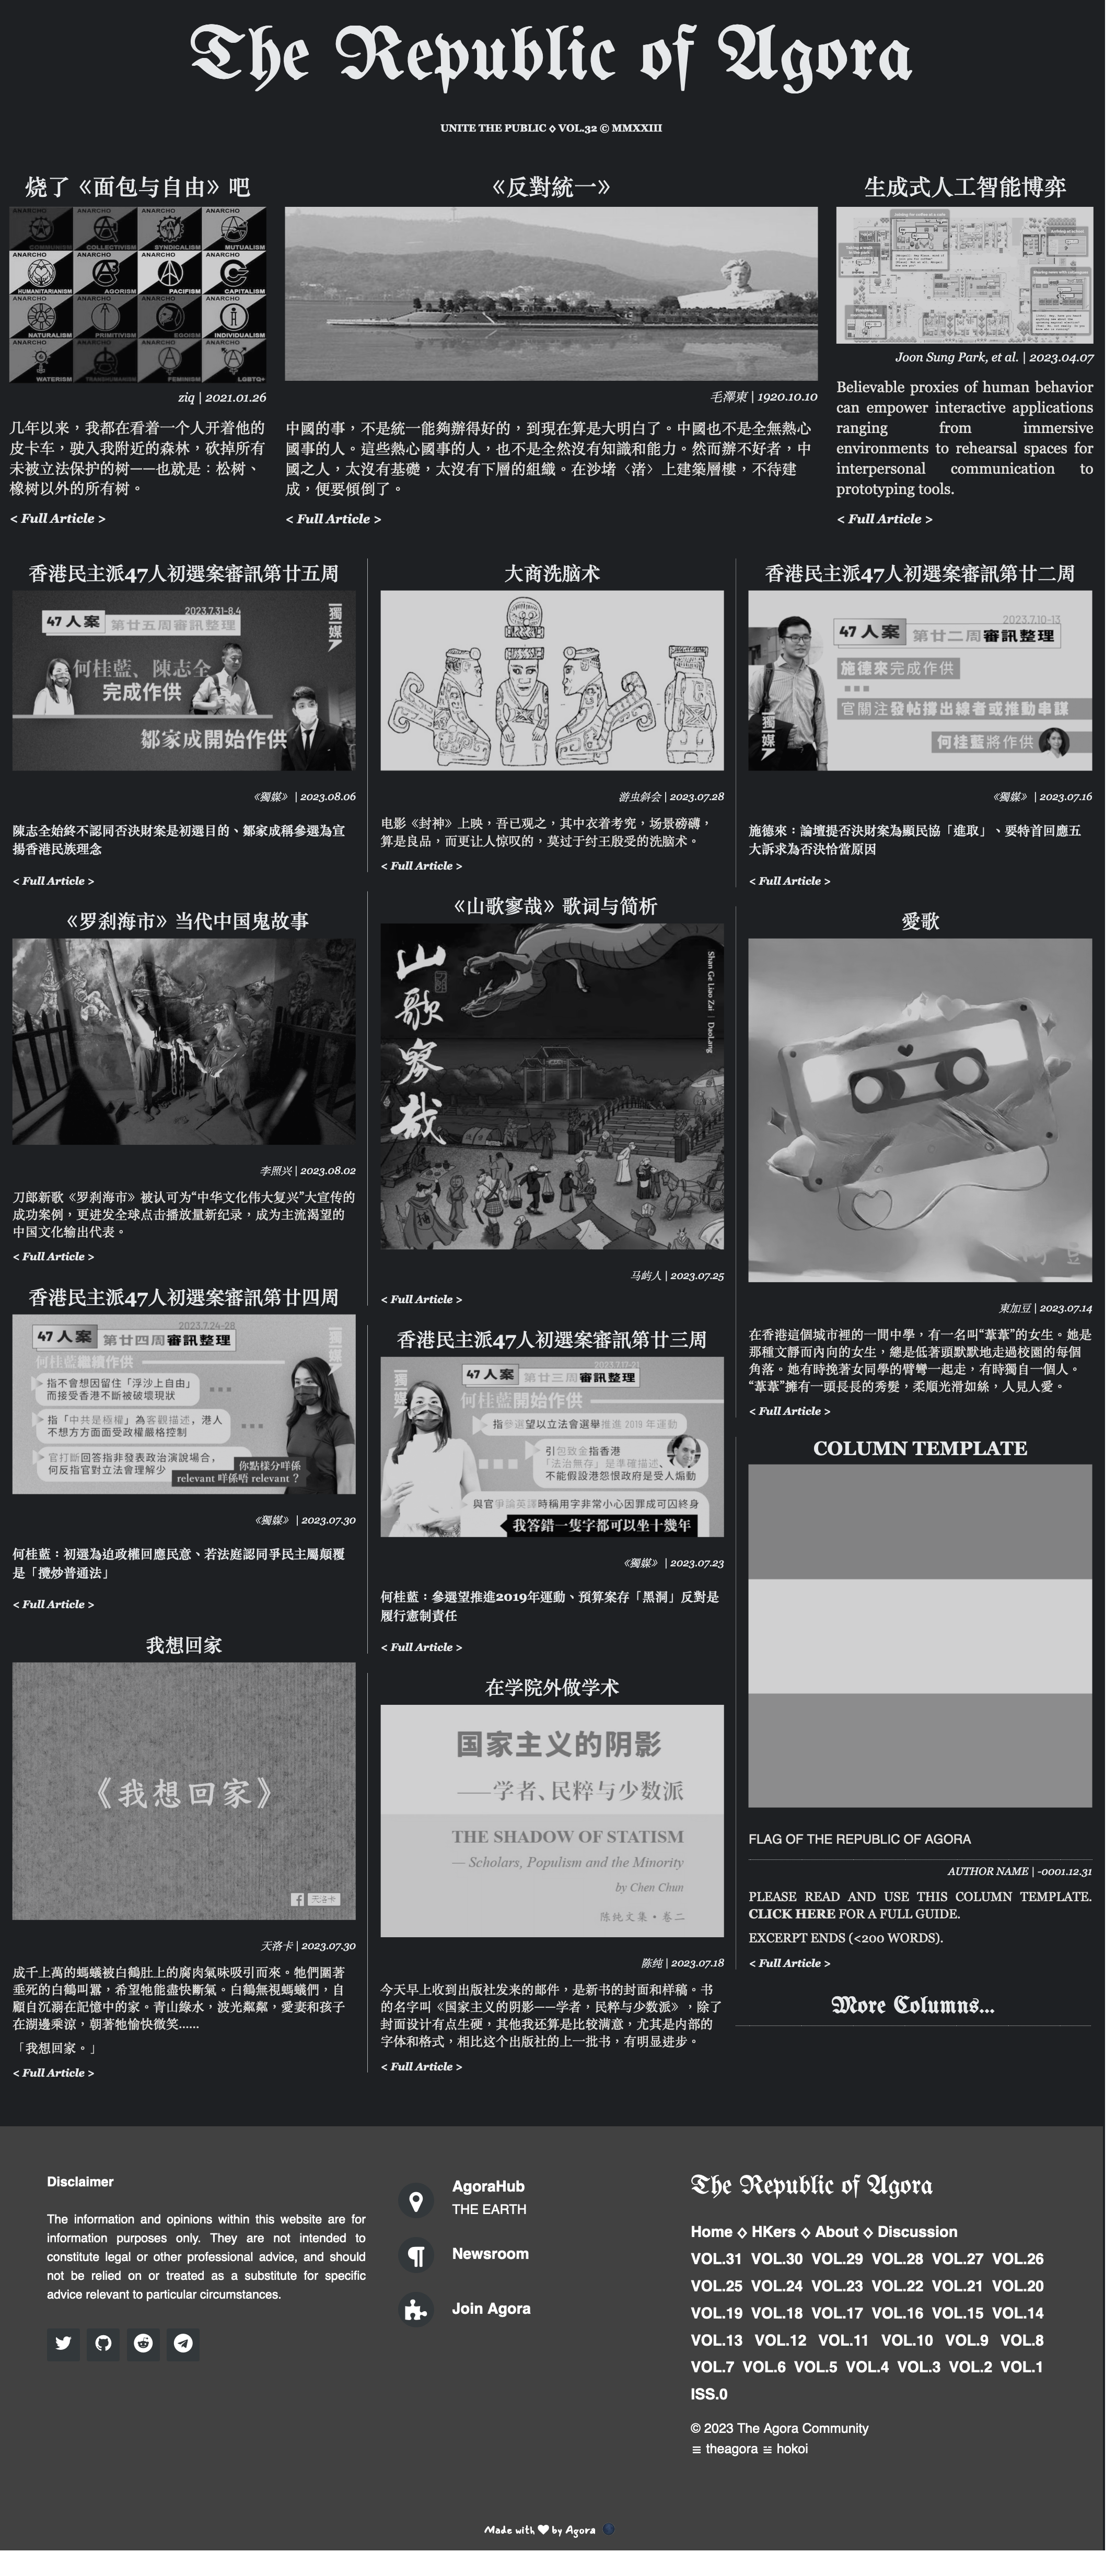 The Republic of Agora
UNITE THE PUBLIC ◊ VOL.32 © MMXXIII
烧了《面包与自由》吧
ANARCHO ANARCHO ANARCHO ANARCHO
COMMUNISM COLLECTIVISM SYNDICALISM MUTUALISM
ANARCHO ANARCHO ANARCHO ANARCHO
HUMANITARIANISM AGORISM PACIFISM CAPITALISM
ANARCHO ANARCHO ANARCHO ANARCHO
NATURALISM PRIMITIVISM EGOISM INDIVIDUALISM
ANARCHO ANARCHO ANARCHO ANARCHO
WATERISM TRANSHUMANISM FEMINISM LGBTQ+
ziq | 2021.01.26
几年以来，我都在看着一个人开着他的
皮卡车，驶入我附近的森林，砍掉所有
未被立法保护的树——也就是：松树、
橡树以外的所有树。
< Full Article >
《反對統一》
毛澤東 | 1920.10.10
中國的事，不是統一能夠辦得好的，到現在算是大明白了。中國也不是全無熱心
國事的人。這些熱心國事的人，也不是全然沒有知識和能力。然而辦不好者，中
國之人，太沒有基礎，太沒有下層的組織。在沙堵〈渚〉上建築層樓，不待建
成，便要傾倒了。
< Full Article >
生成式人工智能博弈
Joon Sung Park, et al. | 2023.04.07
Believable proxies of human behavior
can empower interactive applications
ranging from immersive
environments to rehearsal spaces for
interpersonal communication to
prototyping tools.
< Full Article >
香港民主派47人初選案審訊第廿五周
2023.7.31-8.4
47 人案 第廿五周審訊整理
獨媒
何桂藍、陳志全
完成作供
鄒家成開始作供
《獨媒》 | 2023.08.06
陳志全始終不認同否決財案是初選目的、鄒家成稱參選為宣
揚香港民族理念
< Full Article >
《罗刹海市》当代中国鬼故事
李照兴 | 2023.08.02
刀郎新歌《罗刹海市》被认可为“中华文化伟大复兴”大宣传的
成功案例，更迸发全球点击播放量新纪录，成为主流渴望的
中国文化输出代表。
< Full Article >
香港民主派47人初選案審訊第廿四周
2023.7.24-28
47 人案 第廿四周審訊整理
獨媒
何桂藍繼續作供
指不會想因留住「浮沙上自由」
而接受香港不斷被破壞現狀
指「中共是極權」為客觀描述，港人
不想方方面面受政權嚴格控制
官打斷回答指非發表政治演說場合，
何反指官對立法會理解少
你點樣分咩係
relevant 咩係唔 relevant？
《獨媒》 | 2023.07.30
何桂藍：初選為迫政權回應民意、若法庭認同爭民主屬顛覆
是「攬炒普通法」
< Full Article >
我想回家
《我想回家》
天洛卡
天洛卡 | 2023.07.30
成千上萬的螞蟻被白鶴肚上的腐肉氣味吸引而來。牠們圍著
垂死的白鶴叫囂，希望牠能盡快斷氣。白鶴無視螞蟻們，自
顧自沉溺在記憶中的家。青山綠水，波光粼粼，愛妻和孩子
在湖邊乘涼，朝著牠愉快微笑......
「我想回家。」
< Full Article >
大商洗脑术
游虫斜会 | 2023.07.28
电影《封神》上映，吾已观之，其中衣着考究，场景磅礴，
算是良品，而更让人惊叹的，莫过于纣王殷受的洗脑术。
< Full Article >
《山歌寥哉》歌词与简析
山歌寥哉
Shan Ge Liao Zai | DaoLang
马屿人 | 2023.07.25
< Full Article >
香港民主派47人初選案審訊第廿三周
2023.7.17-21
47 人案 第廿三周審訊整理
何桂藍開始作供
指參選望以立法會選舉推進 2019 年運動
引包致金指香港
「法治無存」是準確描述、
不能假設港怨恨政府是受人煽動
與官爭論英譯時稱用字非常小心因罪成可囚終身
我答錯一隻字都可以坐十幾年
《獨媒》 | 2023.07.23
何桂藍：參選望推進2019年運動、預算案存「黑洞」反對是
履行憲制責任
< Full Article >
在学院外做学术
国家主义的阴影
——学者、民粹与少数派
THE SHADOW OF STATISM
— Scholars, Populism and the Minority
by Chen Chun
陈纯文集・卷二
陈纯 | 2023.07.18
今天早上收到出版社发来的邮件，是新书的封面和样稿。书
的名字叫《国家主义的阴影——学者，民粹与少数派》，除了
封面设计有点生硬，其他我还算是比较满意，尤其是内部的
字体和格式，相比这个出版社的上一批书，有明显进步。
< Full Article >
香港民主派47人初選案審訊第廿二周
2023.7.10-13
47 人案 第廿二周審訊整理
施德來完成作供
官關注發帖擲出線者或推動串謀
何桂藍將作供
獨媒
《獨媒》 | 2023.07.16
施德來：論壇提否決財案為顯民協「進取」、要特首回應五
大訴求為否決恰當原因
< Full Article >
愛歌
東加豆 | 2023.07.14
在香港這個城市裡的一間中學，有一名叫“葦葦”的女生。她是
那種文靜而內向的女生，總是低著頭默默地走過校園的每個
角落。她有時挽著女同學的臂彎一起走，有時獨自一個人。
“葦葦”擁有一頭長長的秀髮，柔順光滑如絲，人見人愛。
< Full Article >
COLUMN TEMPLATE
FLAG OF THE REPUBLIC OF AGORA
AUTHOR NAME | -0001.12.31
PLEASE READ AND USE THIS COLUMN TEMPLATE.
CLICK HERE FOR A FULL GUIDE.
EXCERPT ENDS (<200 WORDS).
< Full Article >
More Columns...
Disclaimer
The information and opinions within this website are for
information purposes only. They are not intended to
constitute legal or other professional advice, and should
not be relied on or treated as a substitute for specific
advice relevant to particular circumstances.
AgoraHub
THE EARTH
Newsroom
Join Agora
The Republic of Agora
Home ◊ HKers ◊ About ◊ Discussion
VOL.31 VOL.30 VOL.29 VOL.28 VOL.27 VOL.26
VOL.25 VOL.24 VOL.23 VOL.22 VOL.21 VOL.20
VOL.19 VOL.18 VOL.17 VOL.16 VOL.15 VOL.14
VOL.13 VOL.12 VOL.11 VOL.10 VOL.9 VOL.8
VOL.7 VOL.6 VOL.5 VOL.4 VOL.3 VOL.2 VOL.1
ISS.0
© 2023 The Agora Community
theagora hokoi
Made with ❤ by Agora